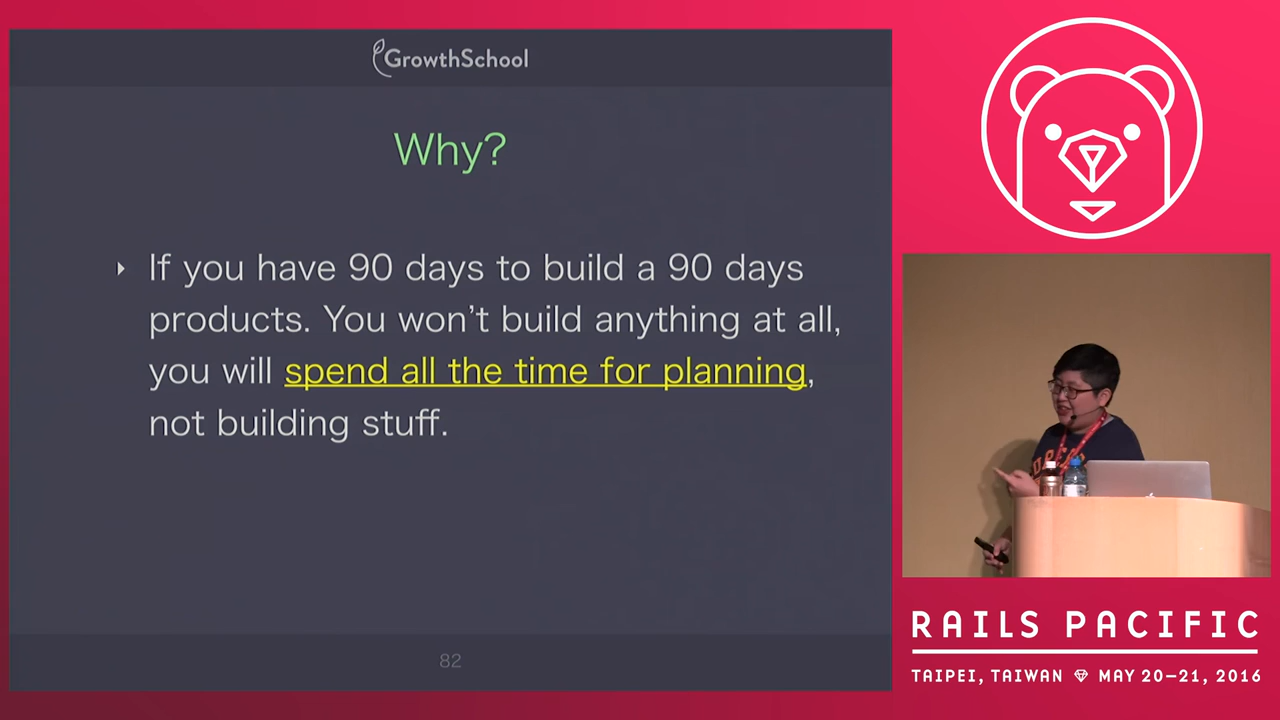 GrowthSchool
Why?
If you have 90 days to build a 90 days
products. You won't build anything at all,
you will spend all the time for planning,
not building stuff.
82
RAILS PACIFIC
TAIPEI, TAIWAN MAY 20–21, 2016